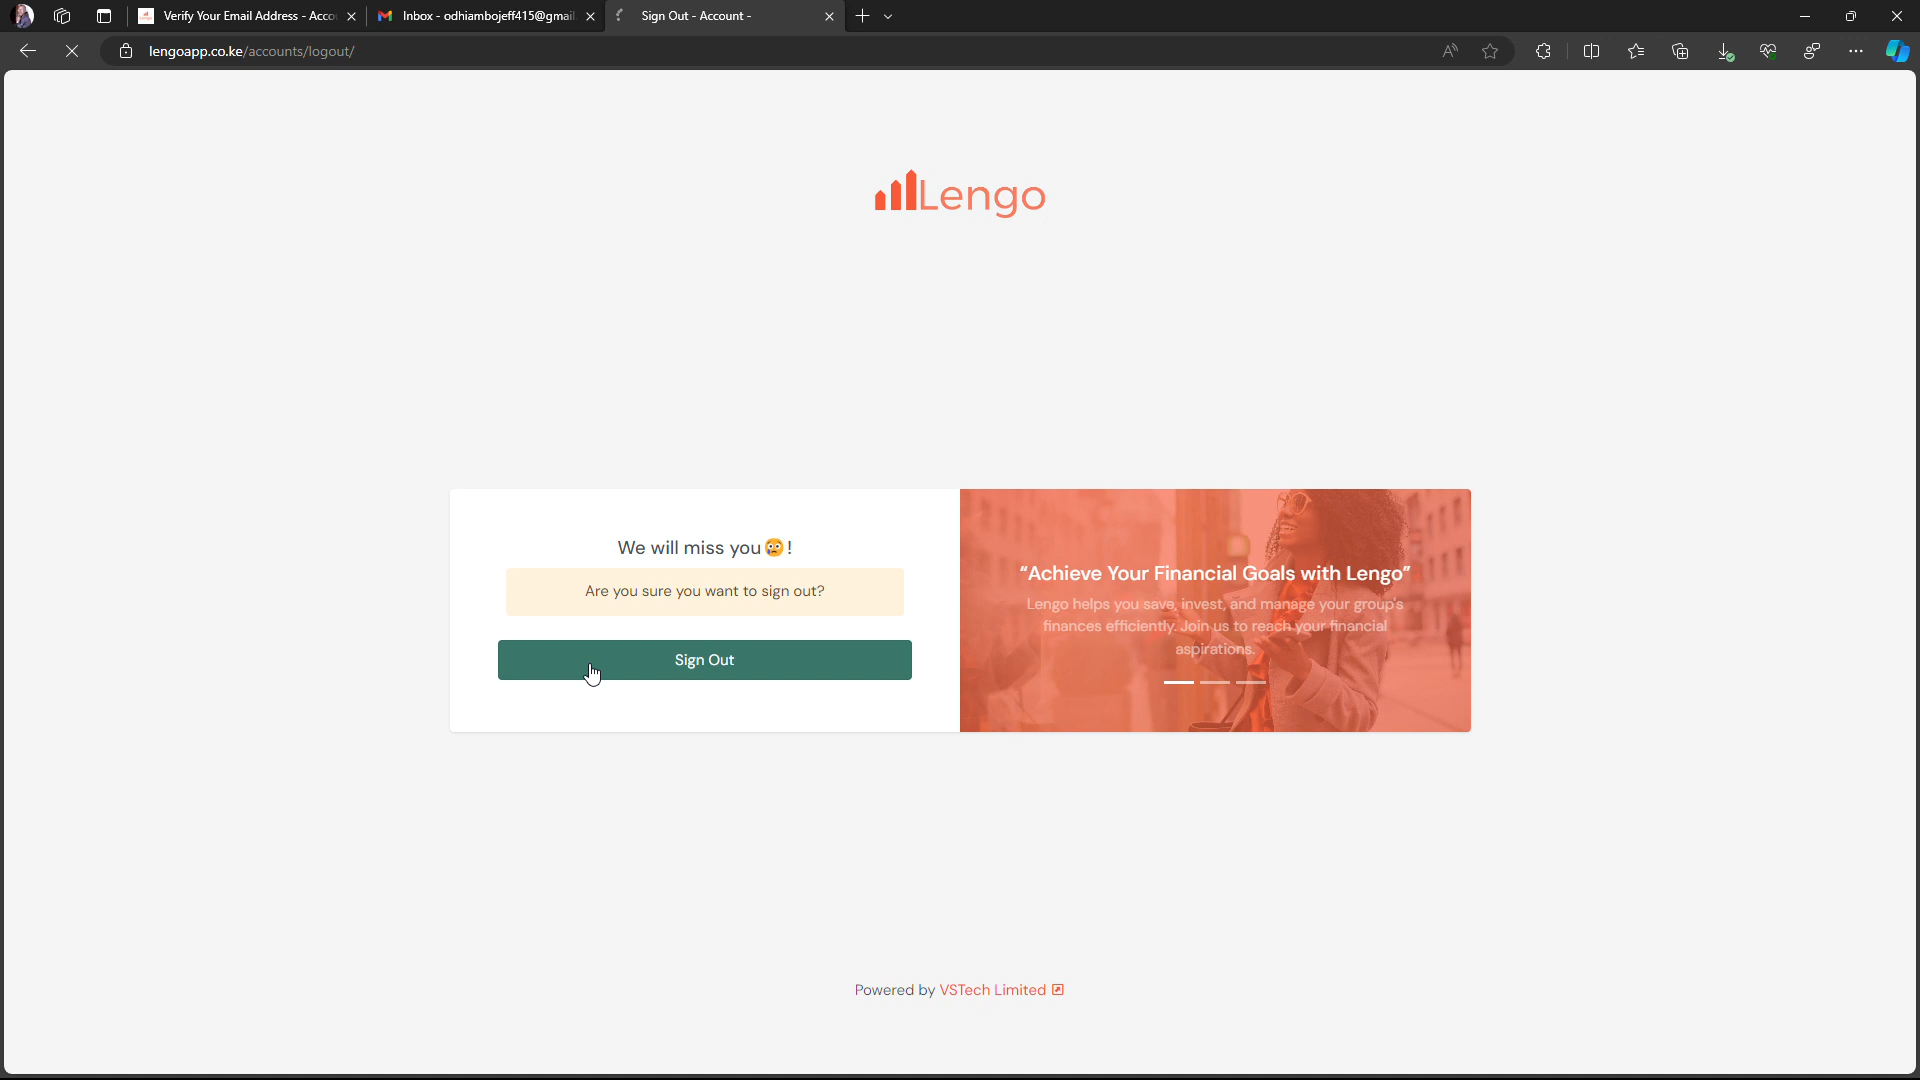 Verify Your Email Address - Acco
Inbox - odhiambojeff415@gmail
Sign Out - Account -
lengoapp.co.ke/accounts/logout/
Lengo
We will miss you😢!
Are you sure you want to sign out?
Sign Out
“Achieve Your Financial Goals with Lengo”
Lengo helps you save, invest, and manage your group's
finances efficiently. Join us to reach your financial
aspirations.
Powered by VSTech Limited